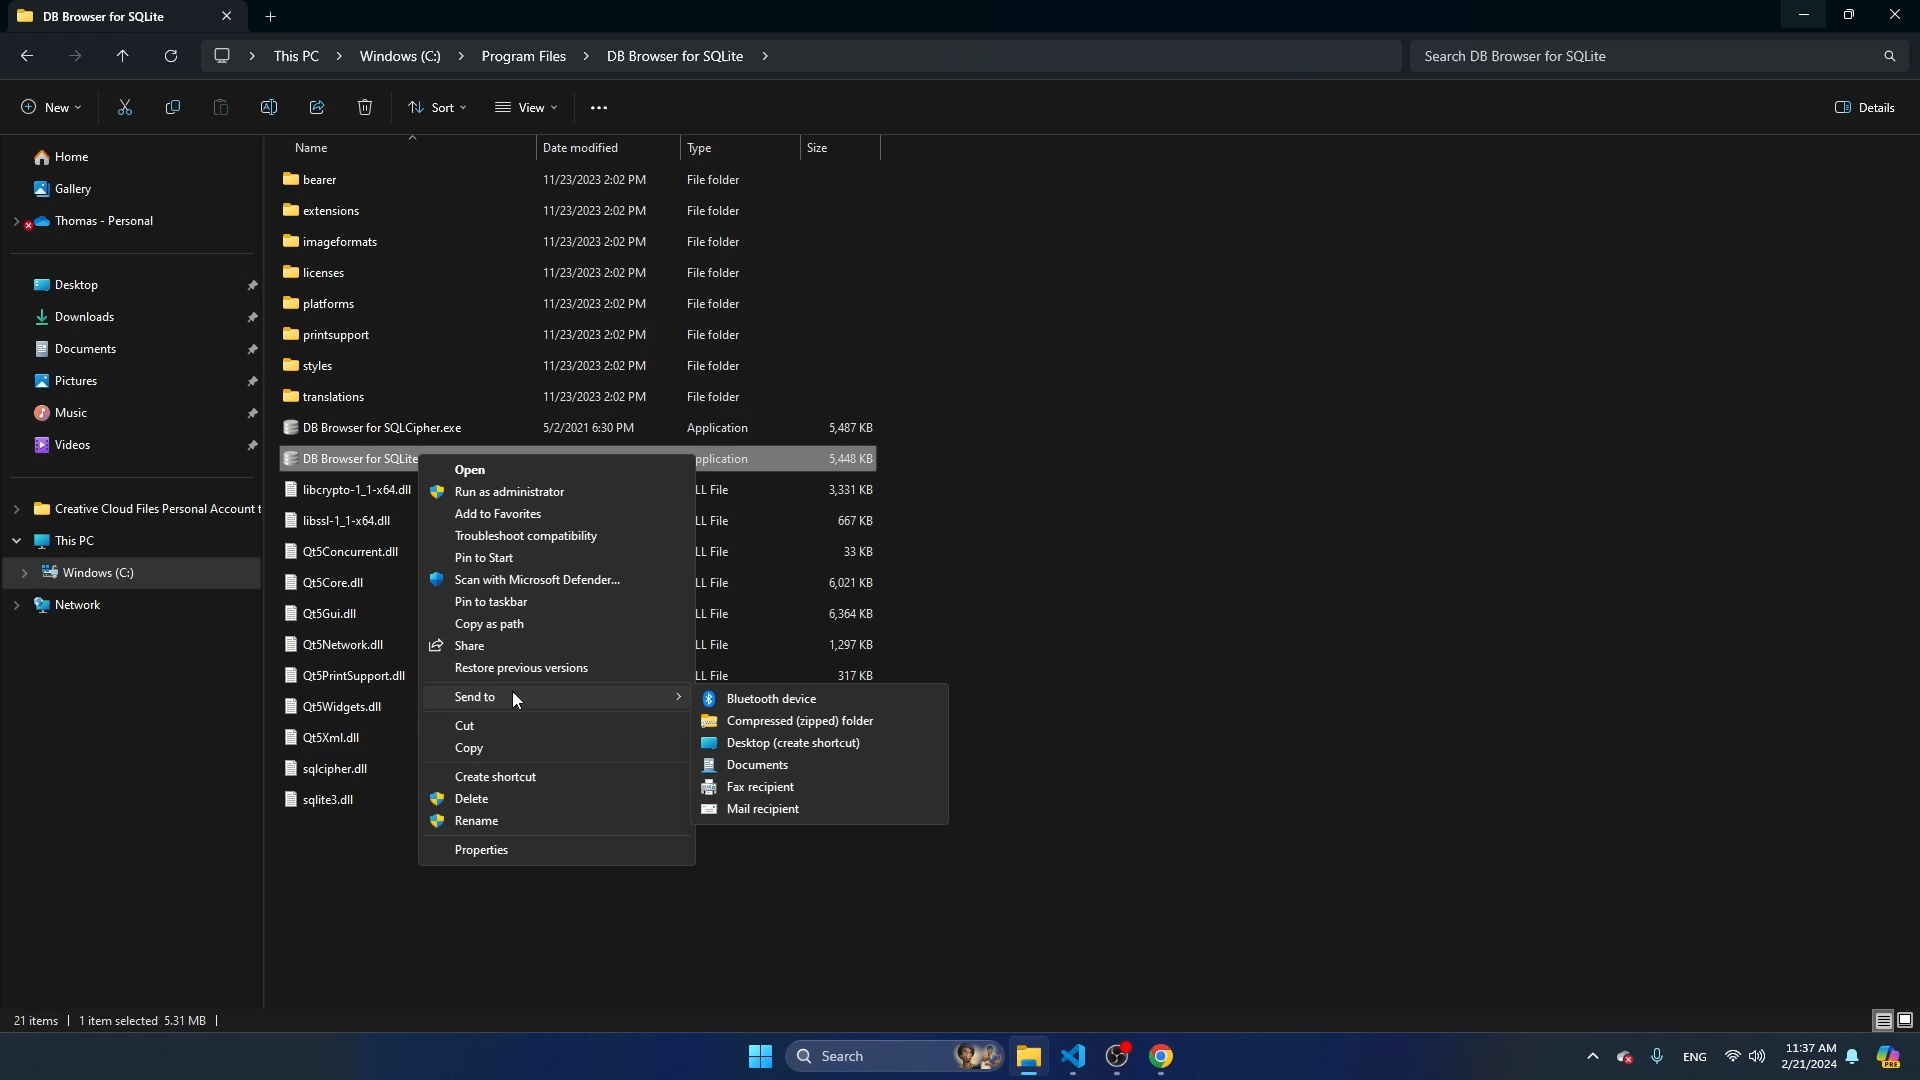 DB Browser for SQLite
This PC > Windows (C:) > Program Files > DB Browser for SQLite >
Search DB Browser for SQLite
New
Sort
View
Details
Home
Gallery
Thomas - Personal
Desktop
Downloads
Documents
Pictures
Music
Videos
Creative Cloud Files Personal Account t
This PC
Windows (C:)
Network
Name Date modified Type Size
bearer 11/23/2023 2:02 PM File folder
extensions 11/23/2023 2:02 PM File folder
imageformats 11/23/2023 2:02 PM File folder
licenses 11/23/2023 2:02 PM File folder
platforms 11/23/2023 2:02 PM File folder
printsupport 11/23/2023 2:02 PM File folder
styles 11/23/2023 2:02 PM File folder
translations 11/23/2023 2:02 PM File folder
DB Browser for SQLCipher.exe 5/2/2021 6:30 PM Application 5,487 KB
DB Browser for SQLite pplication 5,448 KB
libcrypto-1_1-x64.dll LL File 3,331 KB
libssl-1_1-x64.dll LL File 667 KB
Qt5Concurrent.dll LL File 33 KB
Qt5Core.dll LL File 6,021 KB
Qt5Gui.dll LL File 6,364 KB
Qt5Network.dll LL File 1,297 KB
Qt5PrintSupport.dll LL File 317 KB
Qt5Widgets.dll
Qt5Xml.dll
sqlcipher.dll
sqlite3.dll
Open
Run as administrator
Add to Favorites
Troubleshoot compatibility
Pin to Start
Scan with Microsoft Defender...
Pin to taskbar
Copy as path
Share
Restore previous versions
Send to
Cut
Copy
Create shortcut
Delete
Rename
Properties
Bluetooth device
Compressed (zipped) folder
Desktop (create shortcut)
Documents
Fax recipient
Mail recipient
21 items | 1 item selected 5.31 MB |
Search
ENG
11:37 AM
2/21/2024
PRE